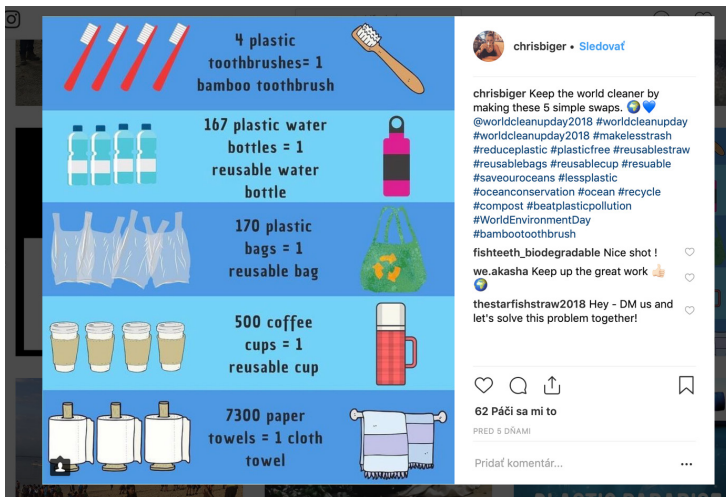 4 plastic
toothbrushes= 1
bamboo toothbrush
167 plastic water
bottles = 1
reusable water
bottle
170 plastic
bags = 1
reusable bag
500 coffee
cups = 1
reusable cup
7300 paper
towels = 1 cloth
towel
chrisbiger • Sledovať
chrisbiger Keep the world cleaner by
making these 5 simple swaps. 🌍💙
@worldcleanupday2018 #worldcleanupday
#worldcleanupday2018 #makelesstrash
#reduceplastic #plasticfree #reusablestraw
#reusablebags #reusablecup #resuable
#saveouroceans #lessplastic
#oceanconservation #ocean #recycle
#compost #beatplasticpollution
#WorldEnvironmentDay
#bambootoothbrush
fishteeth_biodegradable Nice shot !
we.akasha Keep up the great work 👍🏻
🌍
thestarfishstraw2018 Hey - DM us and
let's solve this problem together!
62 Páči sa mi to
PRED 5 DŇAMI
Pridať komentár...